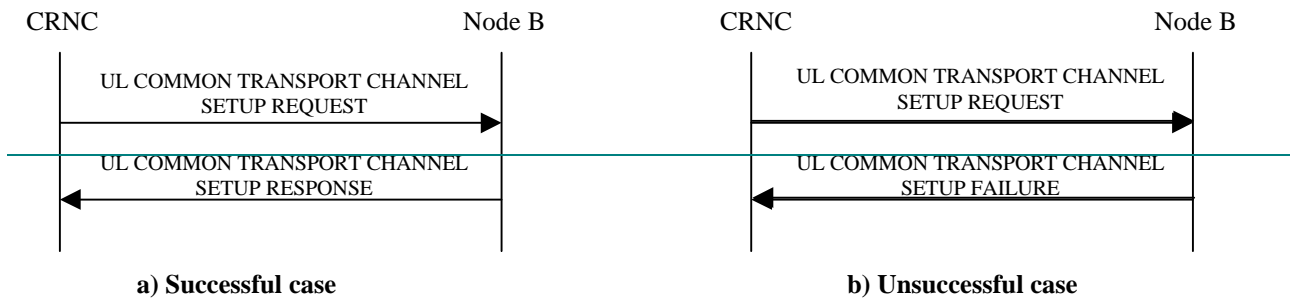 CRNC Node B CRNC Node B
UL COMMON TRANSPORT CHANNEL
SETUP REQUEST
UL COMMON TRANSPORT CHANNEL
SETUP RESPONSE
UL COMMON TRANSPORT CHANNEL
SETUP REQUEST
UL COMMON TRANSPORT CHANNEL
SETUP FAILURE
a) Successful case
b) Unsuccessful case